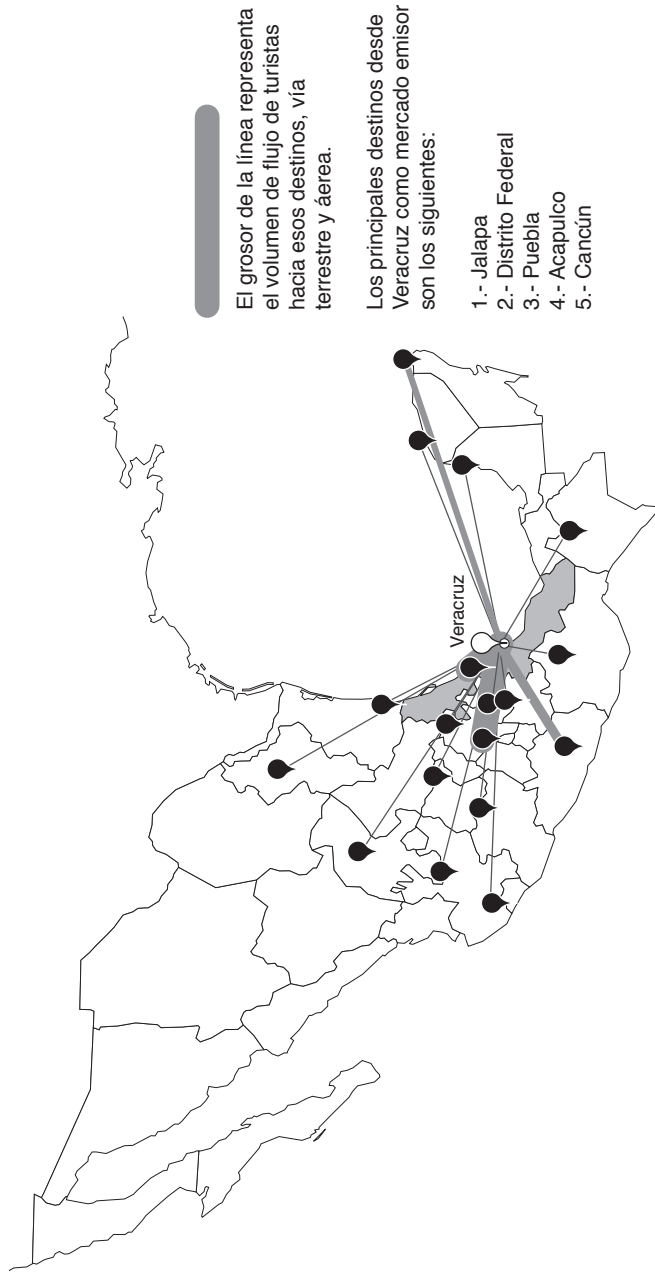 El grosor de la línea representa
el volumen de flujo de turistas
hacia esos destinos, vía
terrestre y áerea.
Los principales destinos desde
Veracruz como mercado emisor
son los siguientes:
1.- Jalapa
2.- Distrito Federal
3.- Puebla
4.- Acapulco
5.- Cancún
Veracruz